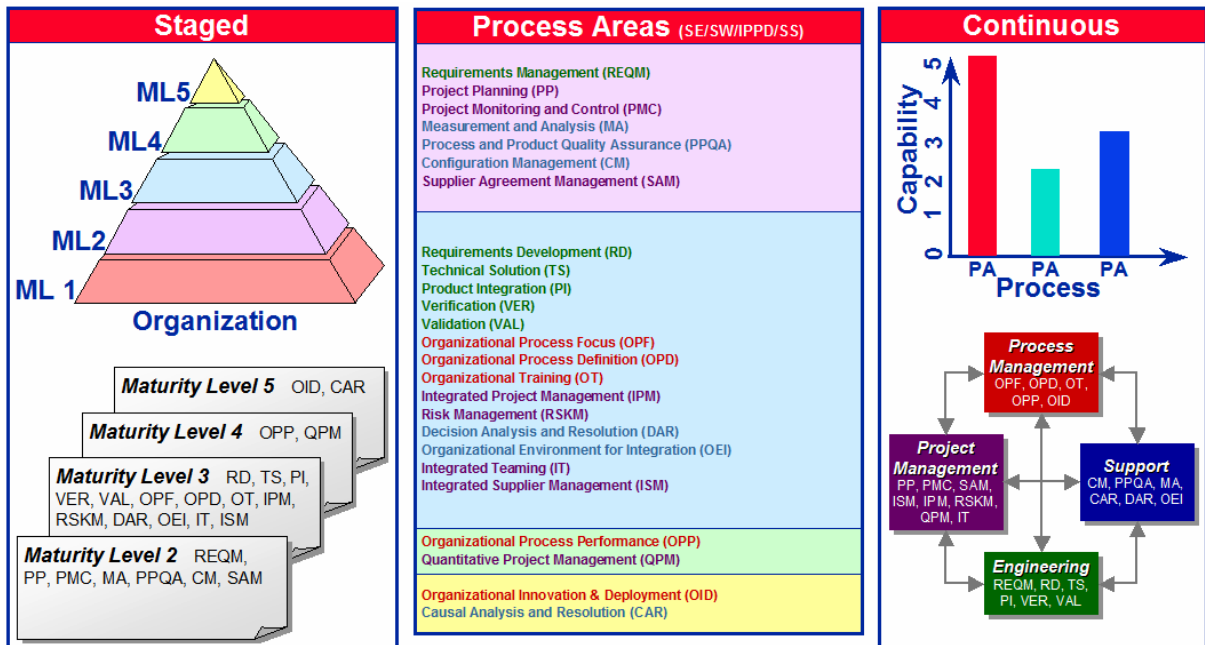 Staged
ML5
ML4
ML3
ML2
ML 1
Organization
Maturity Level 5 OID, CAR
Maturity Level 4 OPP, QPM
Maturity Level 3 RD, TS, PI,
VER, VAL, OPF, OPD, OT, IPM,
RSKM, DAR, OEI, IT, ISM
Maturity Level 2 REQM,
PP, PMC, MA, PPQA, CM, SAM
Process Areas (SE/SW/IPPD/SS)
Requirements Management (REQM)
Project Planning (PP)
Project Monitoring and Control (PMC)
Measurement and Analysis (MA)
Process and Product Quality Assurance (PPQA)
Configuration Management (CM)
Supplier Agreement Management (SAM)
Requirements Development (RD)
Technical Solution (TS)
Product Integration (PI)
Verification (VER)
Validation (VAL)
Organizational Process Focus (OPF)
Organizational Process Definition (OPD)
Organizational Training (OT)
Integrated Project Management (IPM)
Risk Management (RSKM)
Decision Analysis and Resolution (DAR)
Organizational Environment for Integration (OEI)
Integrated Teaming (IT)
Integrated Supplier Management (ISM)
Organizational Process Performance (OPP)
Quantitative Project Management (QPM)
Organizational Innovation & Deployment (OID)
Causal Analysis and Resolution (CAR)
Continuous
Capability
5
4
3
2
1
0
PA PA PA
Process
Process
Management
OPF, OPD, OT,
OPP, OID
Project
Management
PP, PMC, SAM,
ISM, IPM, RSKM,
QPM, IT
Support
CM, PPQA, MA,
CAR, DAR, OEI
Engineering
REQM, RD, TS,
PI, VER, VAL